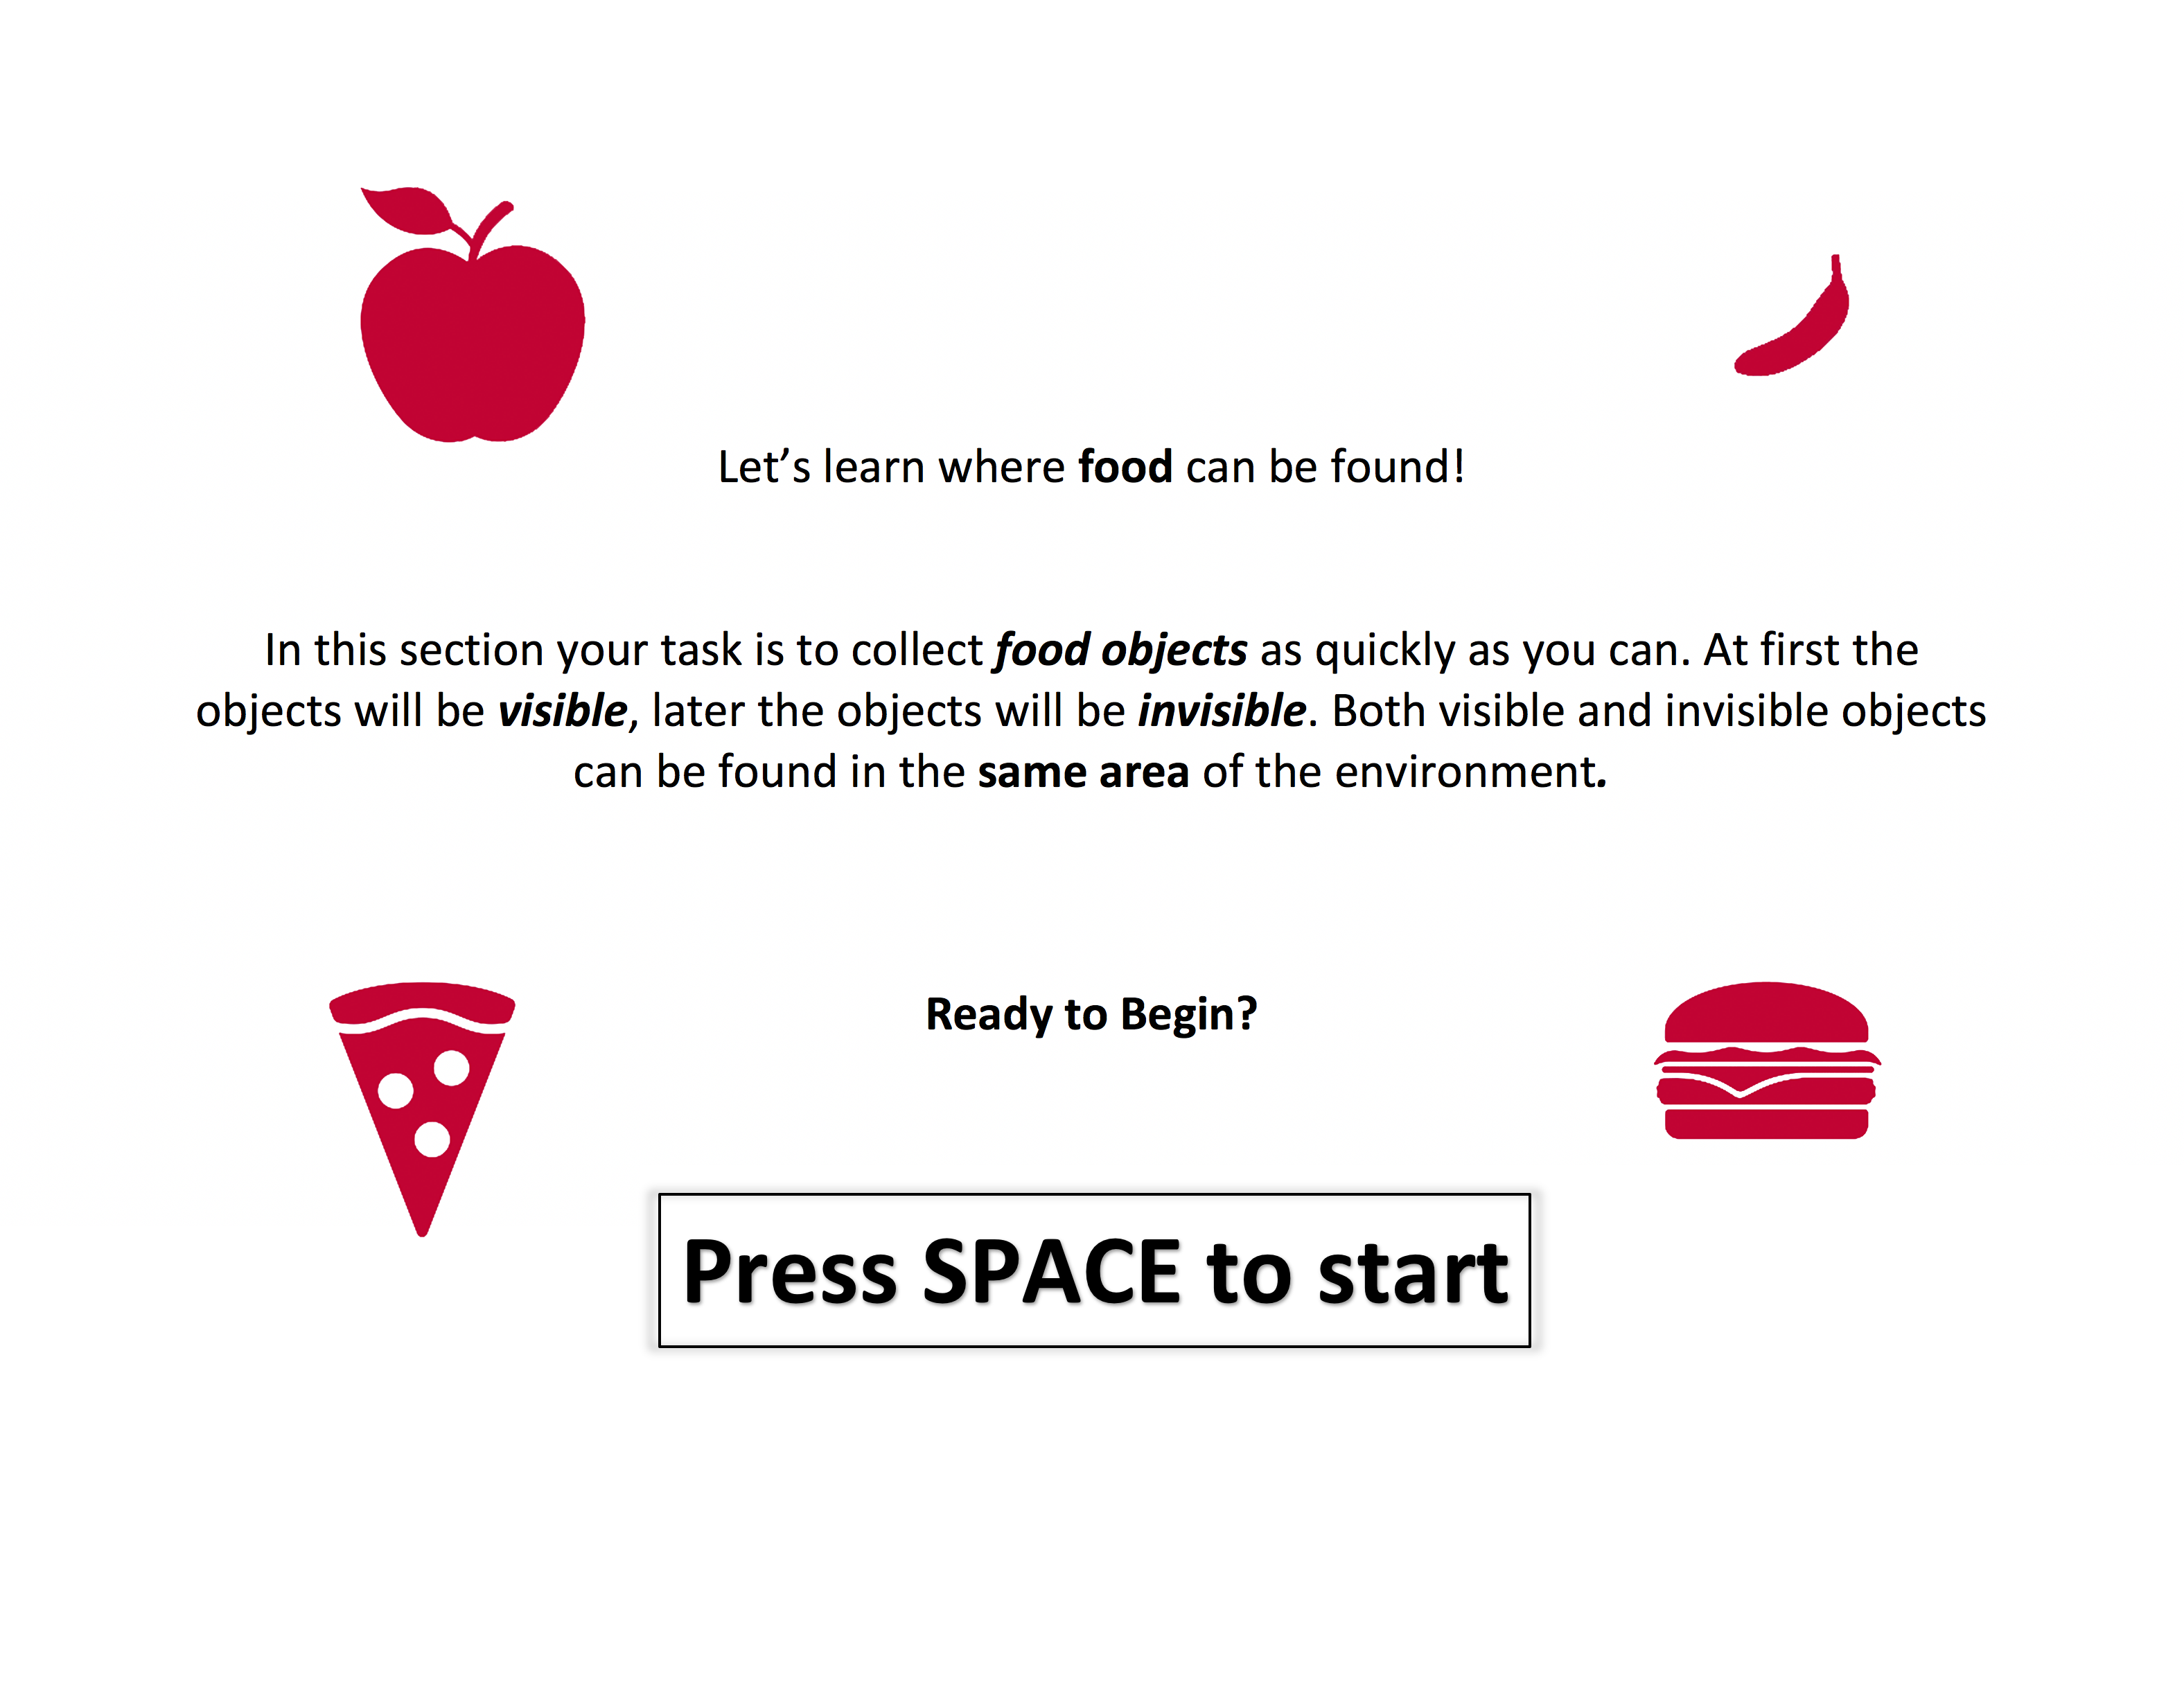 Let’s learn where food can be found!
In this section your task is to collect food objects as quickly as you can. At first the
objects will be visible, later the objects will be invisible. Both visible and invisible objects
can be found in the same area of the environment.
Ready to Begin?
Press SPACE to start